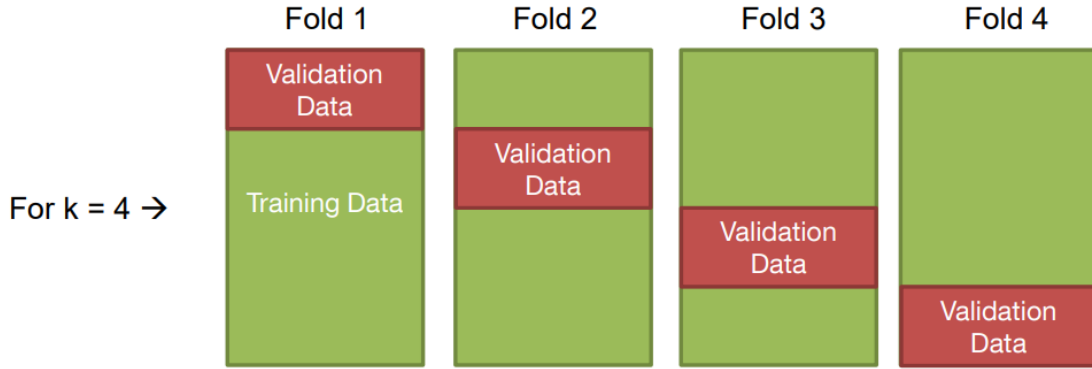 Fold 1
Fold 2
Fold 3
Fold 4
Validation
Data
Validation
Data
Training Data
For k = 4 →
Validation
Data
Validation
Data